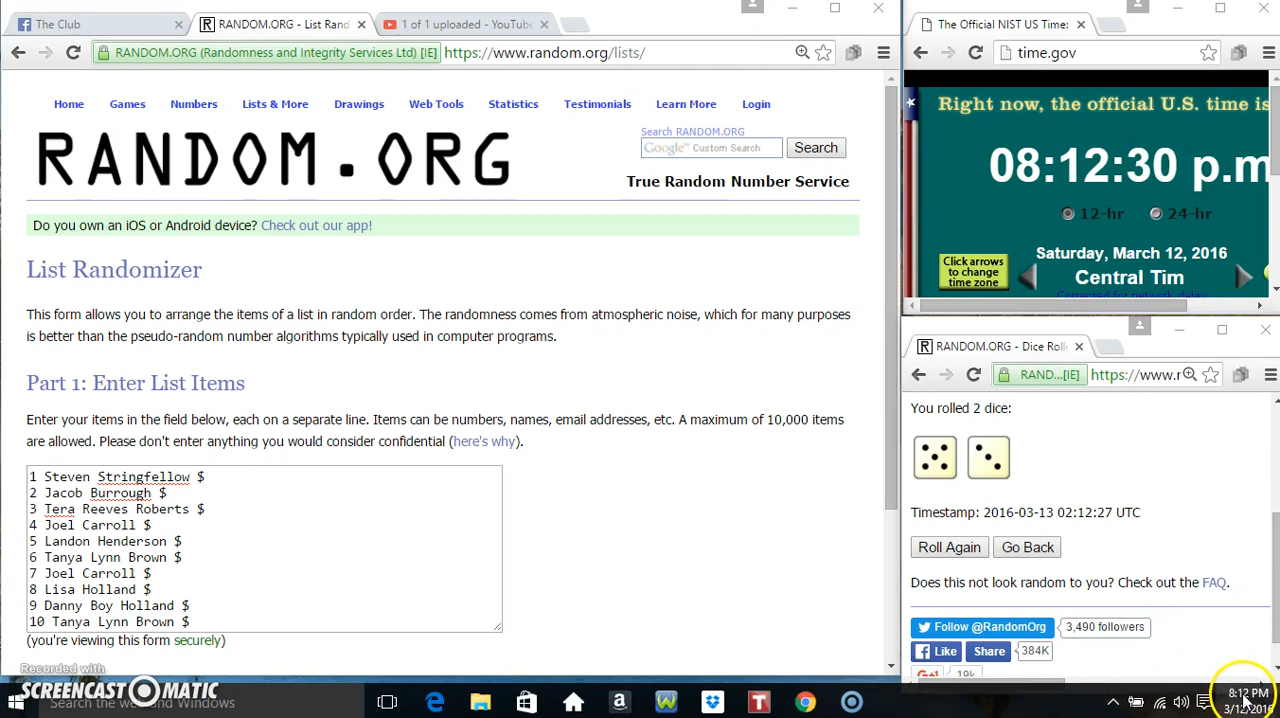 The Club
RANDOM.ORG - List Rand
1 of 1 uploaded - YouTube
RANDOM.ORG (Randomness and Integrity Services Ltd) [IE]
https://www.random.org/lists/
Home Games Numbers Lists & More Drawings Web Tools Statistics Testimonials Learn More Login
RANDOM.ORG
Search RANDOM.ORG
Google™ Custom Search
Search
True Random Number Service
Do you own an iOS or Android device? Check out our app!
List Randomizer
This form allows you to arrange the items of a list in random order. The randomness comes from atmospheric noise, which for many purposes
is better than the pseudo-random number algorithms typically used in computer programs.
Part 1: Enter List Items
Enter your items in the field below, each on a separate line. Items can be numbers, names, email addresses, etc. A maximum of 10,000 items
are allowed. Please don't enter anything you would consider confidential (here's why).
1 Steven Stringfellow $
2 Jacob Burrough $
3 Tera Reeves Roberts $
4 Joel Carroll $
5 Landon Henderson $
6 Tanya Lynn Brown $
7 Joel Carroll $
8 Lisa Holland $
9 Danny Boy Holland $
10 Tanya Lynn Brown $
(you're viewing this form securely)
The Official NIST US Time:
time.gov
Right now, the official U.S. time is
08:12:30 p.m
12-hr 24-hr
Click arrows
to change
time zone
Saturday, March 12, 2016
Central Tim
Corrected for network delay
RANDOM.ORG - Dice Roll
RAND...[IE]
https://www.r
You rolled 2 dice:
Timestamp: 2016-03-13 02:12:27 UTC
Roll Again Go Back
Does this not look random to you? Check out the FAQ.
Follow @RandomOrg 3,490 followers
Like Share 384K
G+1 19k
Recorded with
SCREENCAST-O-MATIC
Search the web and Windows
8:12 PM
3/12/2016